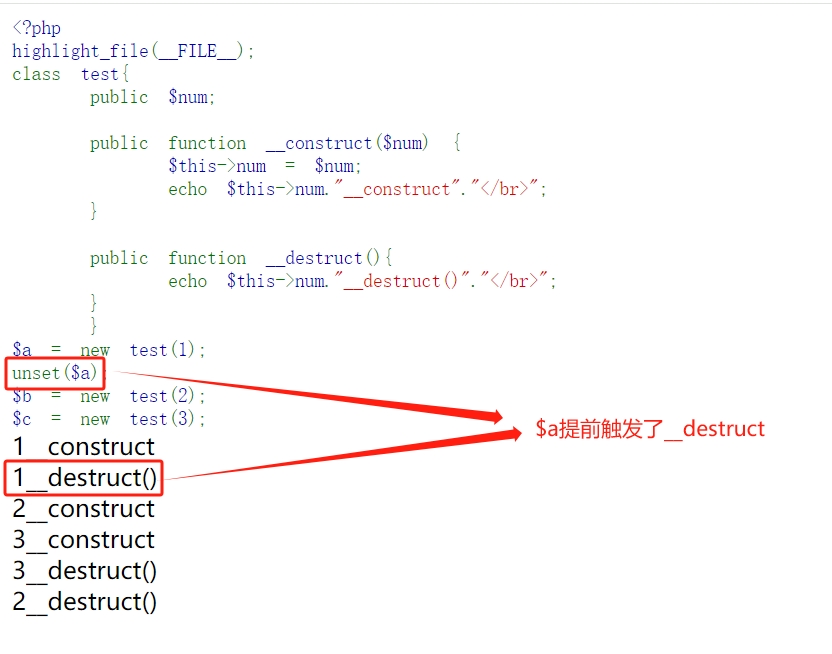 <?php
highlight_file(__FILE__);
class test{
public $num;
public function __construct($num) {
$this->num = $num;
echo $this->num."__construct"."</br>";
}
public function __destruct(){
echo $this->num."__destruct()"."</br>";
}
}
$a = new test(1);
unset($a)
$b = new test(2);
$c = new test(3);
$a提前触发了__destruct
1__construct
1__destruct()
2__construct
3__construct
3__destruct()
2__destruct()